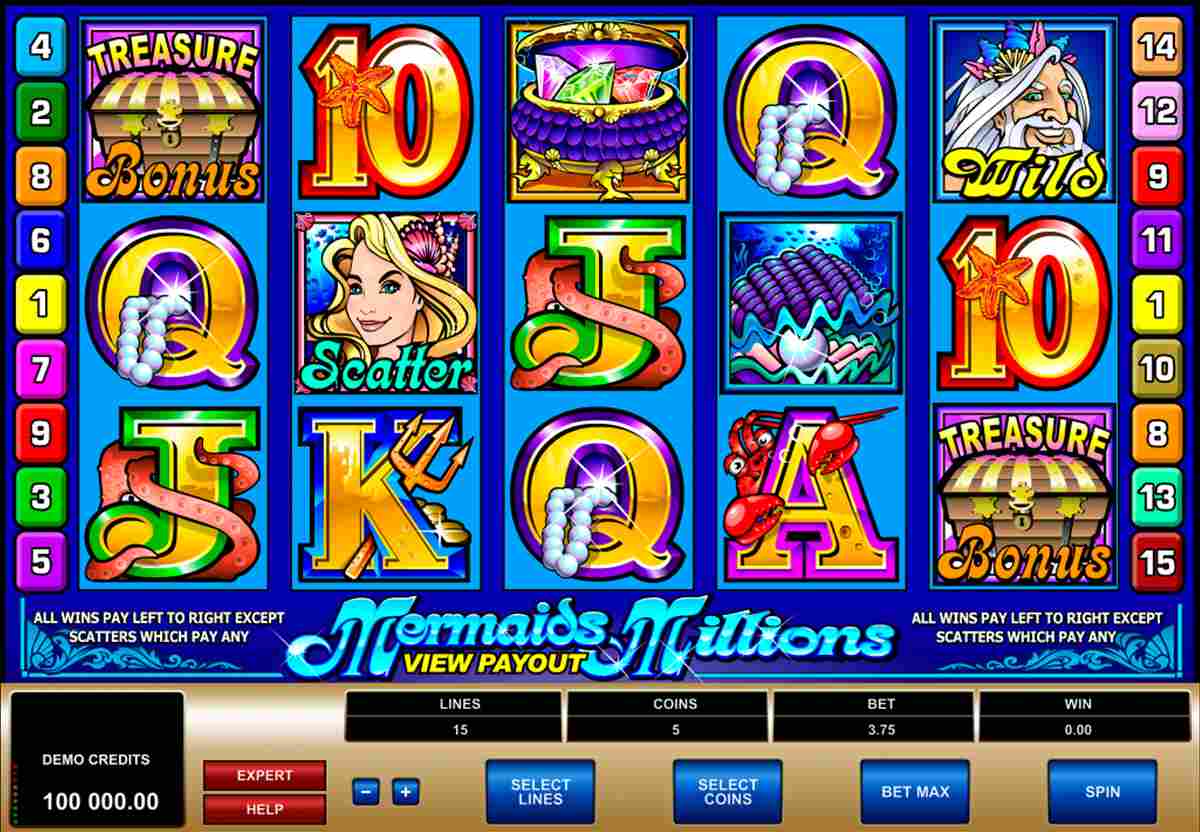 4
2
8
6
1
7
9
3
5
TREASURE
Bonus
10
Q
Wild
Q
Scatter
J
10
J
K
Q
A
TREASURE
Bonus
14
12
9
11
1
10
8
13
15
ALL WINS PAY LEFT TO RIGHT EXCEPT
SCATTERS WHICH PAY ANY
Mermaids Millions
VIEW PAYOUT
ALL WINS PAY LEFT TO RIGHT EXCEPT
SCATTERS WHICH PAY ANY
DEMO CREDITS
100 000.00
EXPERT
HELP
LINES
15
COINS
5
BET
3.75
WIN
0.00
-
+
SELECT
LINES
SELECT
COINS
BET MAX
SPIN